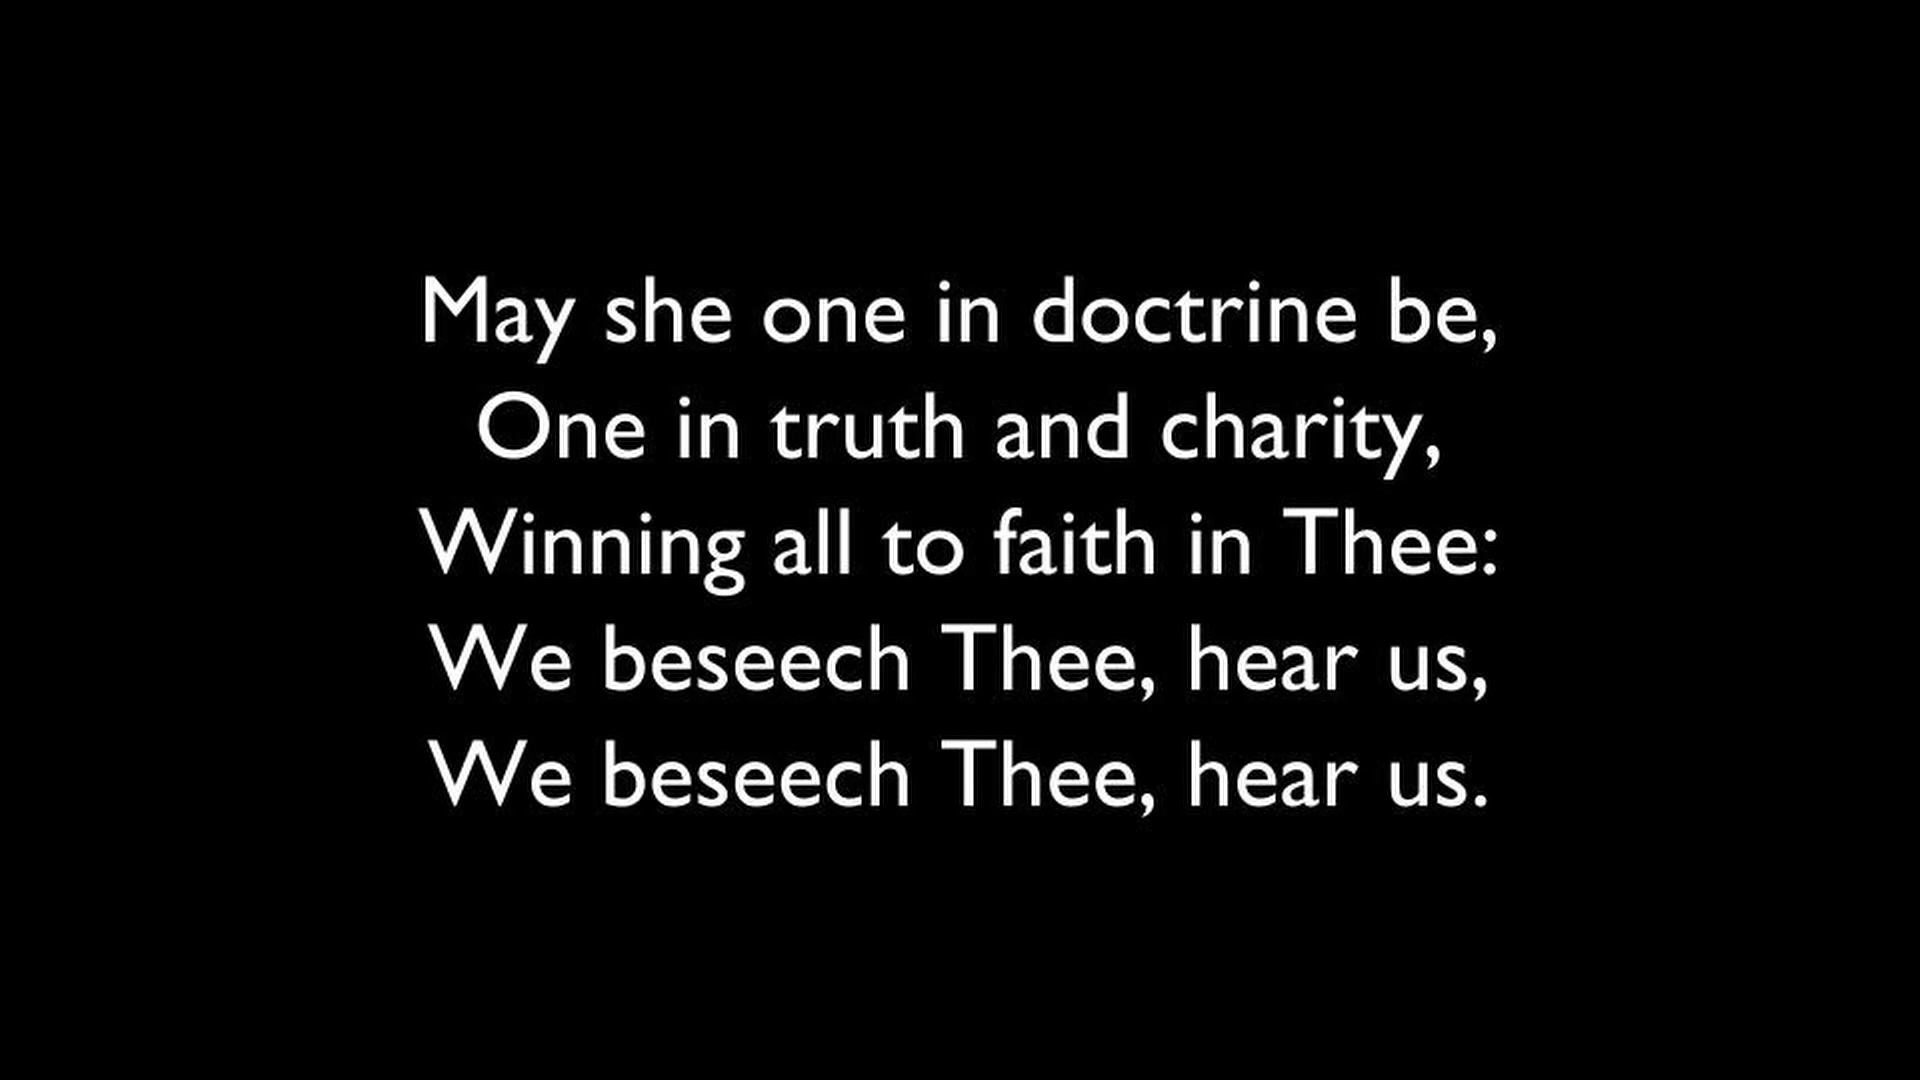 May she one in doctrine be,
One in truth and charity,
Winning all to faith in Thee:
We beseech Thee, hear us,
We beseech Thee, hear us.